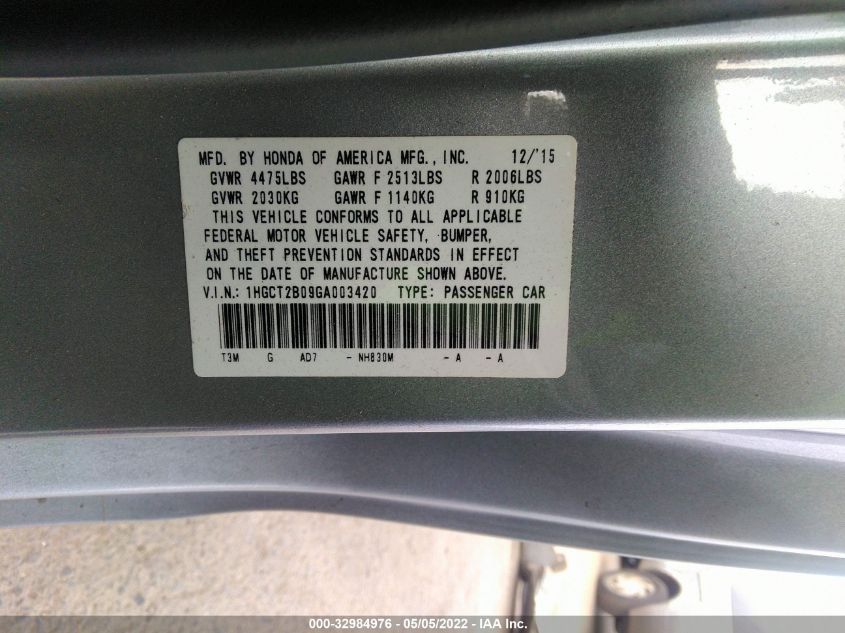 MFD. BY HONDA OF AMERICA MFG., INC. 12/'15
GVWR 4475LBS GAWR F 2513LBS R 2006LBS
GVWR 2030KG GAWR F 1140KG R 910KG
THIS VEHICLE CONFORMS TO ALL APPLICABLE
FEDERAL MOTOR VEHICLE SAFETY, BUMPER,
AND THEFT PREVENTION STANDARDS IN EFFECT
ON THE DATE OF MANUFACTURE SHOWN ABOVE.
V.I.N.: 1HGCT2B09GA003420 TYPE: PASSENGER CAR
T3M G AD7 - NH830M - A - A
000-32984976 - 05/05/2022 - IAA Inc.